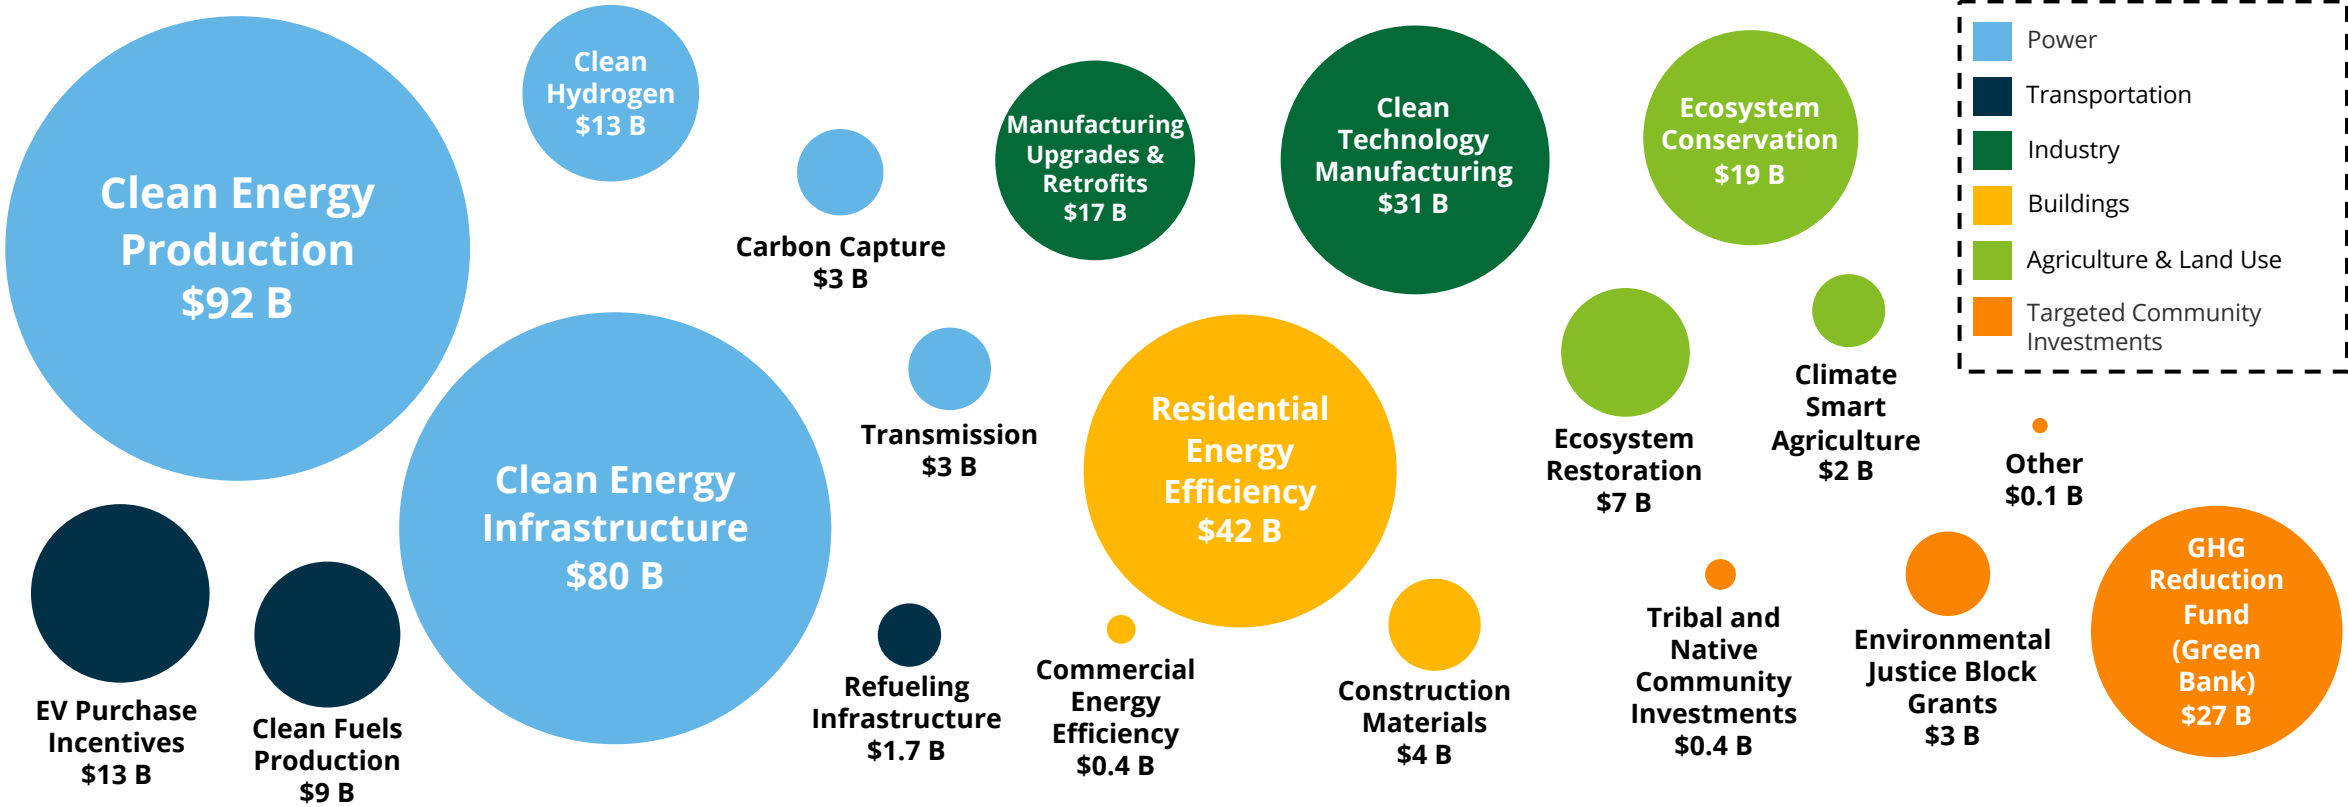 Clean Energy
Production
$92 B
Clean
Hydrogen
$13 B
Carbon Capture
$3 B
Manufacturing
Upgrades &
Retrofits
$17 B
Clean
Technology
Manufacturing
$31 B
Ecosystem
Conservation
$19 B
Power
Transportation
Industry
Buildings
Agriculture & Land Use
Targeted Community
Investments
Clean Energy
Infrastructure
$80 B
Transmission
$3 B
Residential
Energy
Efficiency
$42 B
Ecosystem
Restoration
$7 B
Climate
Smart
Agriculture
$2 B
Other
$0.1 B
EV Purchase
Incentives
$13 B
Clean Fuels
Production
$9 B
Refueling
Infrastructure
$1.7 B
Commercial
Energy
Efficiency
$0.4 B
Construction
Materials
$4 B
Tribal and
Native
Community
Investments
$0.4 B
Environmental
Justice Block
Grants
$3 B
GHG
Reduction
Fund
(Green
Bank)
$27 B